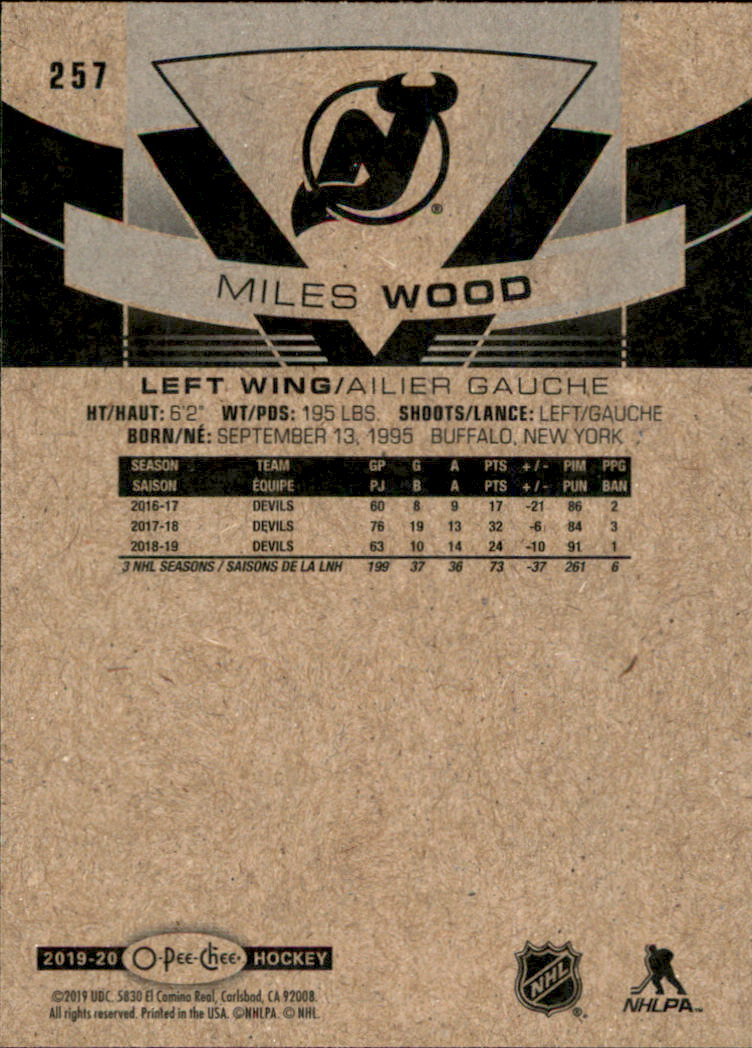 257
MILES WOOD
LEFT WING/AILIER GAUCHE
HT/HAUT: 6'2" WT/PDS: 195 LBS. SHOOTS/LANCE: LEFT/GAUCHE
BORN/NÉ: SEPTEMBER 13, 1995 BUFFALO, NEW YORK
SEASON TEAM GP G A PTS +/- PIM PPG
SAISON ÉQUIPE PJ B A PTS +/- PUN BAN
2016-17 DEVILS 60 8 9 17 -21 86 2
2017-18 DEVILS 76 19 13 32 -6 84 3
2018-19 DEVILS 63 10 14 24 -10 91 1
3 NHL SEASONS / SAISONS DE LA LNH 199 37 36 73 -37 261 6
2019-20 O-Pee-Chee HOCKEY
©2019 UDC. 5830 El Camino Real, Carlsbad, CA 92008.
All rights reserved. Printed in the USA. ©NHLPA. © NHL.
NHL ®
NHLPA™